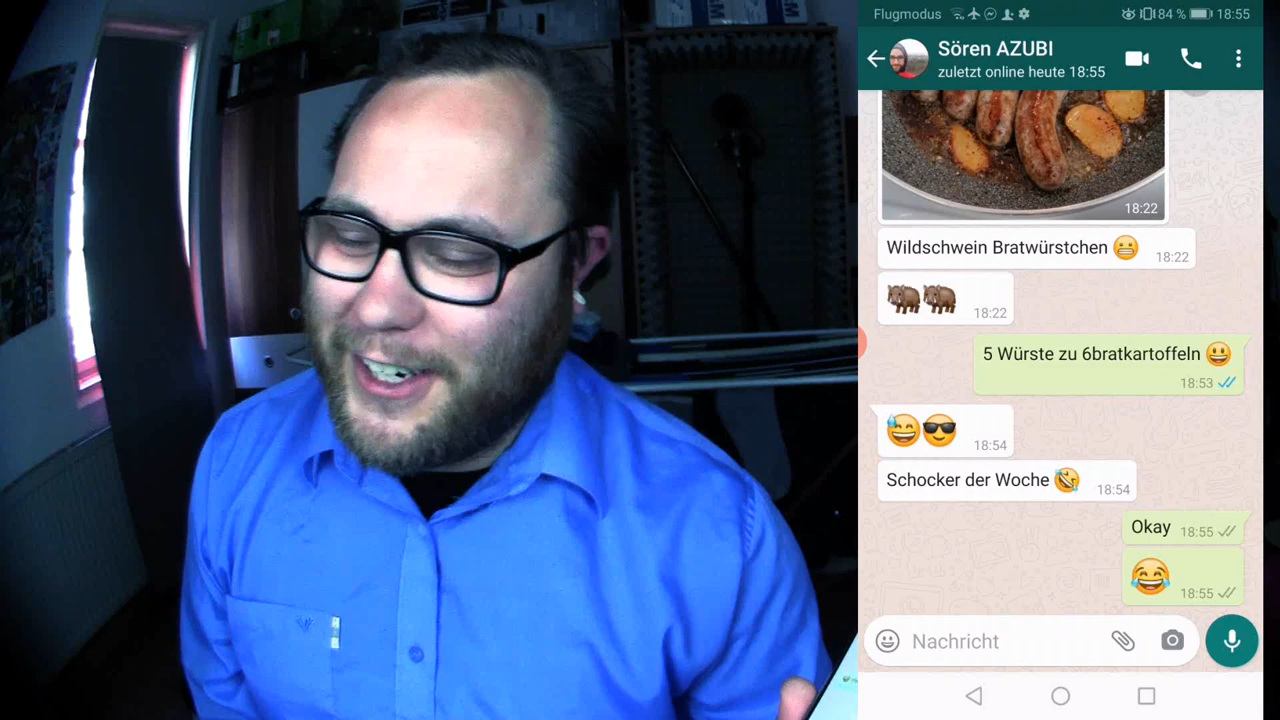 Flugmodus 84 % 18:55
Sören AZUBI
zuletzt online heute 18:55
18:22
Wildschwein Bratwürstchen 😬 18:22
🐗🐗 18:22
5 Würste zu 6bratkartoffeln 😃
18:53
😅😎 18:54
Schocker der Woche 🤣 18:54
Okay 18:55
😂 18:55
Nachricht